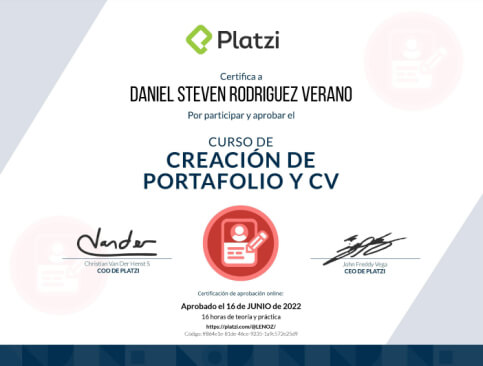 Platzi
Certifica a
DANIEL STEVEN RODRIGUEZ VERANO
Por participar y aprobar el
CURSO DE
CREACIÓN DE
PORTAFOLIO Y CV
Christian Van Der Henst S.
COO DE PLATZI
John Freddy Vega
CEO DE PLATZI
Certificación de aprobación online:
Aprobado el 16 de JUNIO de 2022
16 horas de teoría y práctica
https://platzi.com/@LENOZ/
Código: